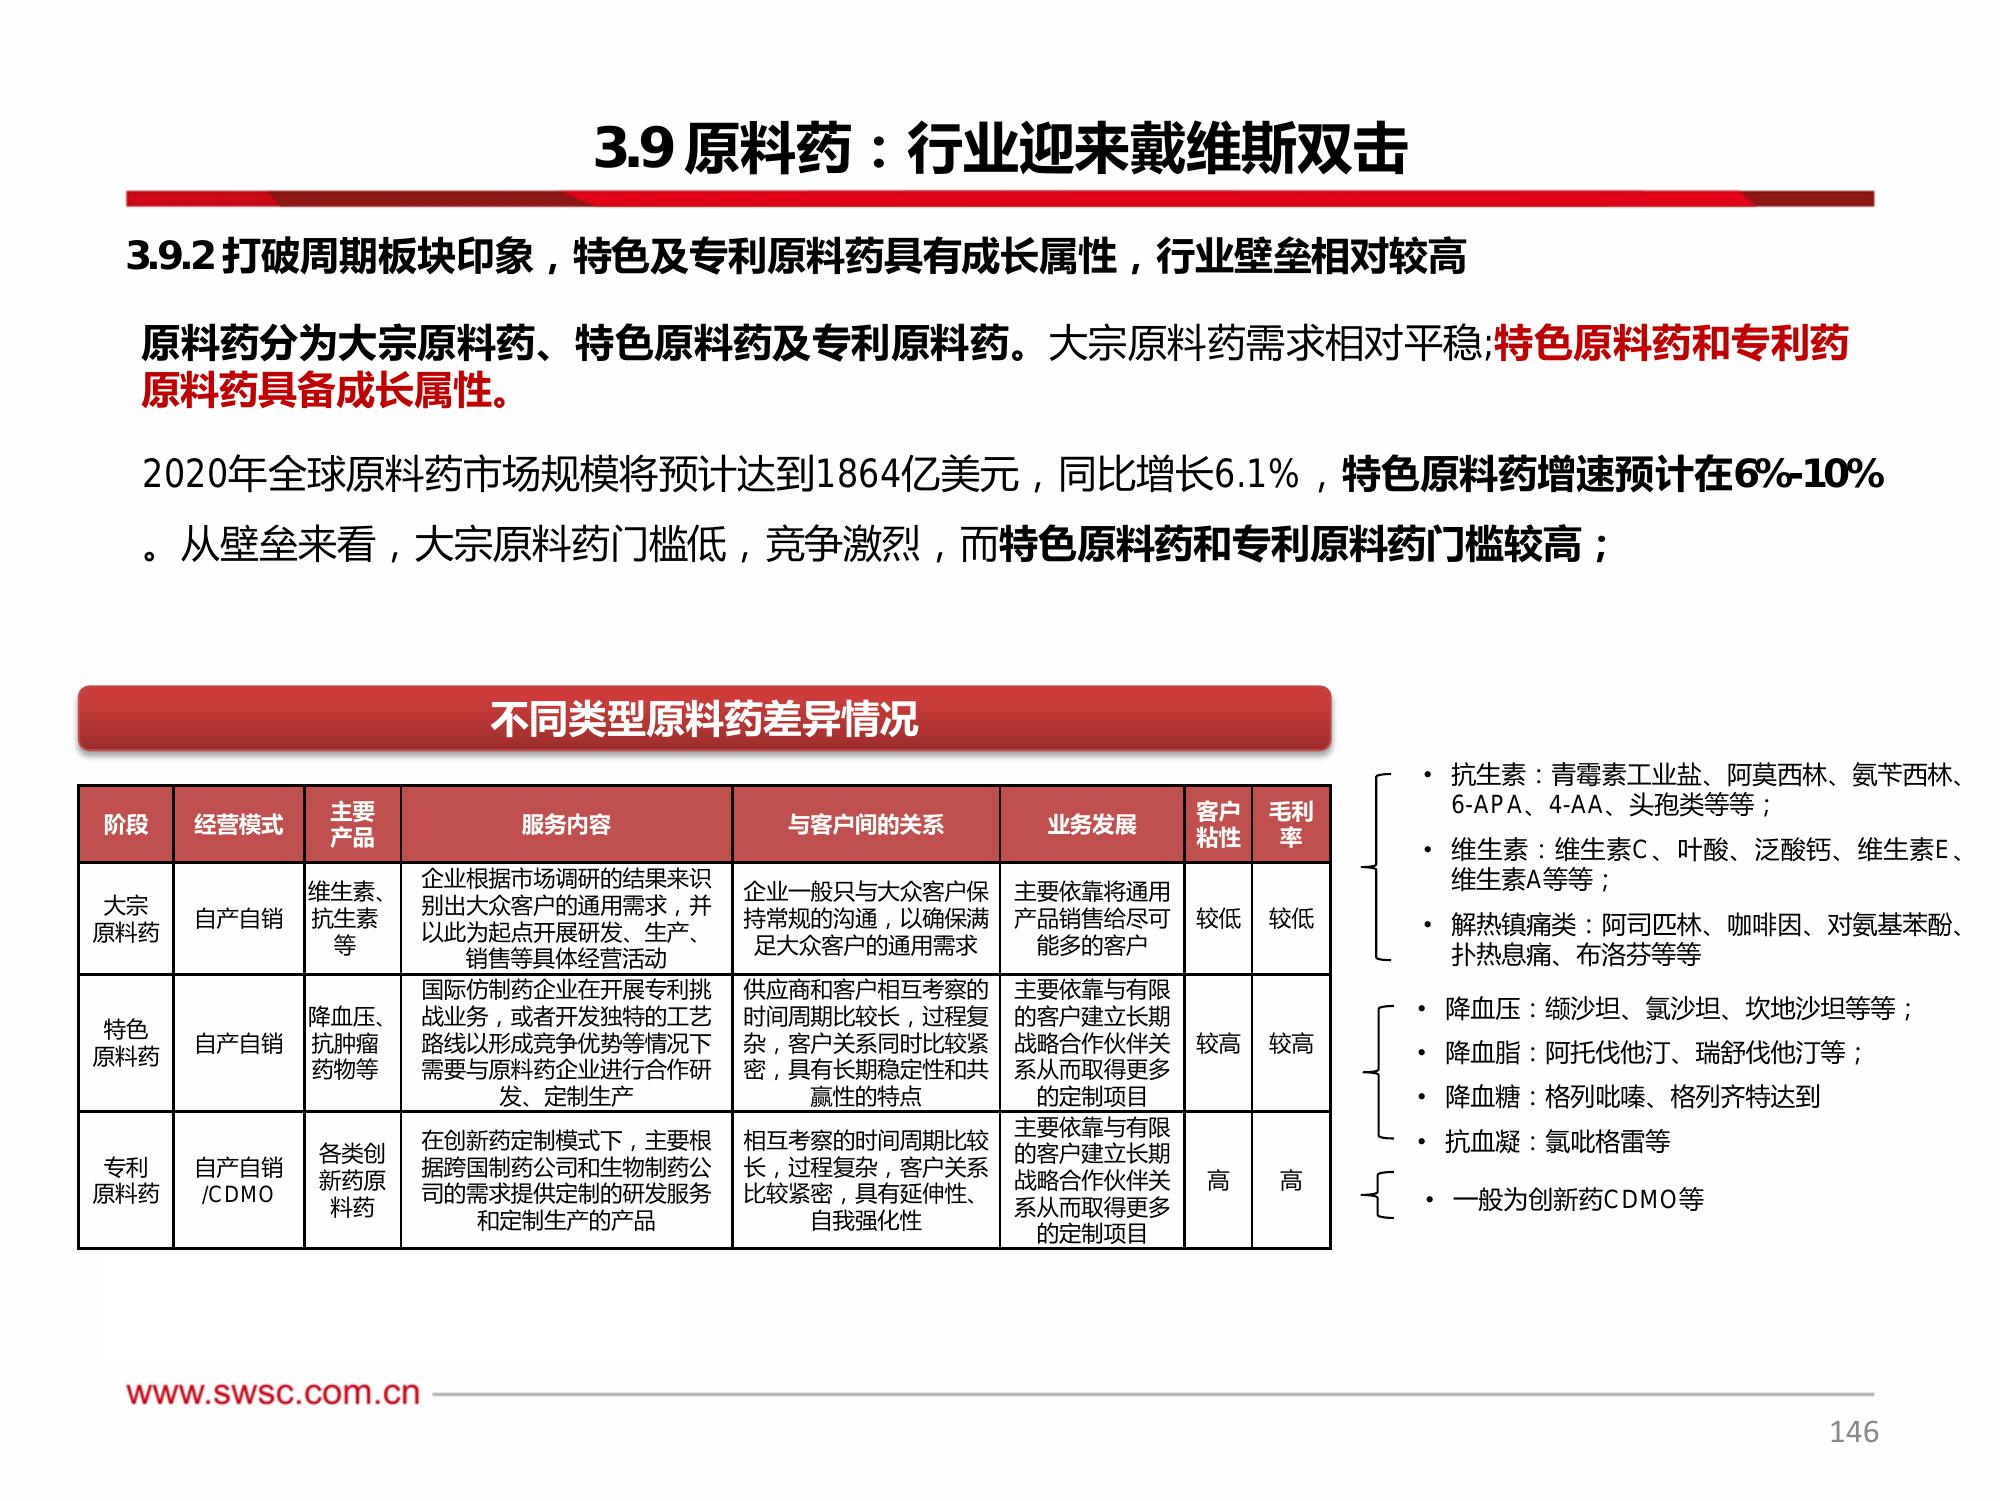 3.9 原料药：行业迎来戴维斯双击
3.9.2 打破周期板块印象，特色及专利原料药具有成长属性，行业壁垒相对较高
原料药分为大宗原料药、特色原料药及专利原料药。大宗原料药需求相对平稳;特色原料药和专利药
原料药具备成长属性。
2020年全球原料药市场规模将预计达到1864亿美元，同比增长6.1%，特色原料药增速预计在6%-10%
。从壁垒来看，大宗原料药门槛低，竞争激烈，而特色原料药和专利原料药门槛较高；
不同类型原料药差异情况
阶段
经营模式
主要
产品
服务内容
与客户间的关系
业务发展
客户
粘性
毛利
率
大宗
原料药
自产自销
维生素、
抗生素
等
企业根据市场调研的结果来识
别出大众客户的通用需求，并
以此为起点开展研发、生产、
销售等具体经营活动
企业一般只与大众客户保
持常规的沟通，以确保满
足大众客户的通用需求
主要依靠将通用
产品销售给尽可
能多的客户
较低
较低
特色
原料药
自产自销
降血压、
抗肿瘤
药物等
国际仿制药企业在开展专利挑
战业务，或者开发独特的工艺
路线以形成竞争优势等情况下
需要与原料药企业进行合作研
发、定制生产
供应商和客户相互考察的
时间周期比较长，过程复
杂，客户关系同时比较紧
密，具有长期稳定性和共
赢性的特点
主要依靠与有限
的客户建立长期
战略合作伙伴关
系从而取得更多
的定制项目
较高
较高
专利
原料药
自产自销
/CDMO
各类创
新药原
料药
在创新药定制模式下，主要根
据跨国制药公司和生物制药公
司的需求提供定制的研发服务
和定制生产的产品
相互考察的时间周期比较
长，过程复杂，客户关系
比较紧密，具有延伸性、
自我强化性
主要依靠与有限
的客户建立长期
战略合作伙伴关
系从而取得更多
的定制项目
高
高
• 抗生素：青霉素工业盐、阿莫西林、氨苄西林、
6-APA、4-AA、头孢类等等；
• 维生素：维生素C、叶酸、泛酸钙、维生素E、
维生素A等等；
• 解热镇痛类：阿司匹林、咖啡因、对氨基苯酚、
扑热息痛、布洛芬等等
• 降血压：缬沙坦、氯沙坦、坎地沙坦等等；
• 降血脂：阿托伐他汀、瑞舒伐他汀等；
• 降血糖：格列吡嗪、格列齐特达到
• 抗血凝：氯吡格雷等
• 一般为创新药CDMO等
www.swsc.com.cn
146